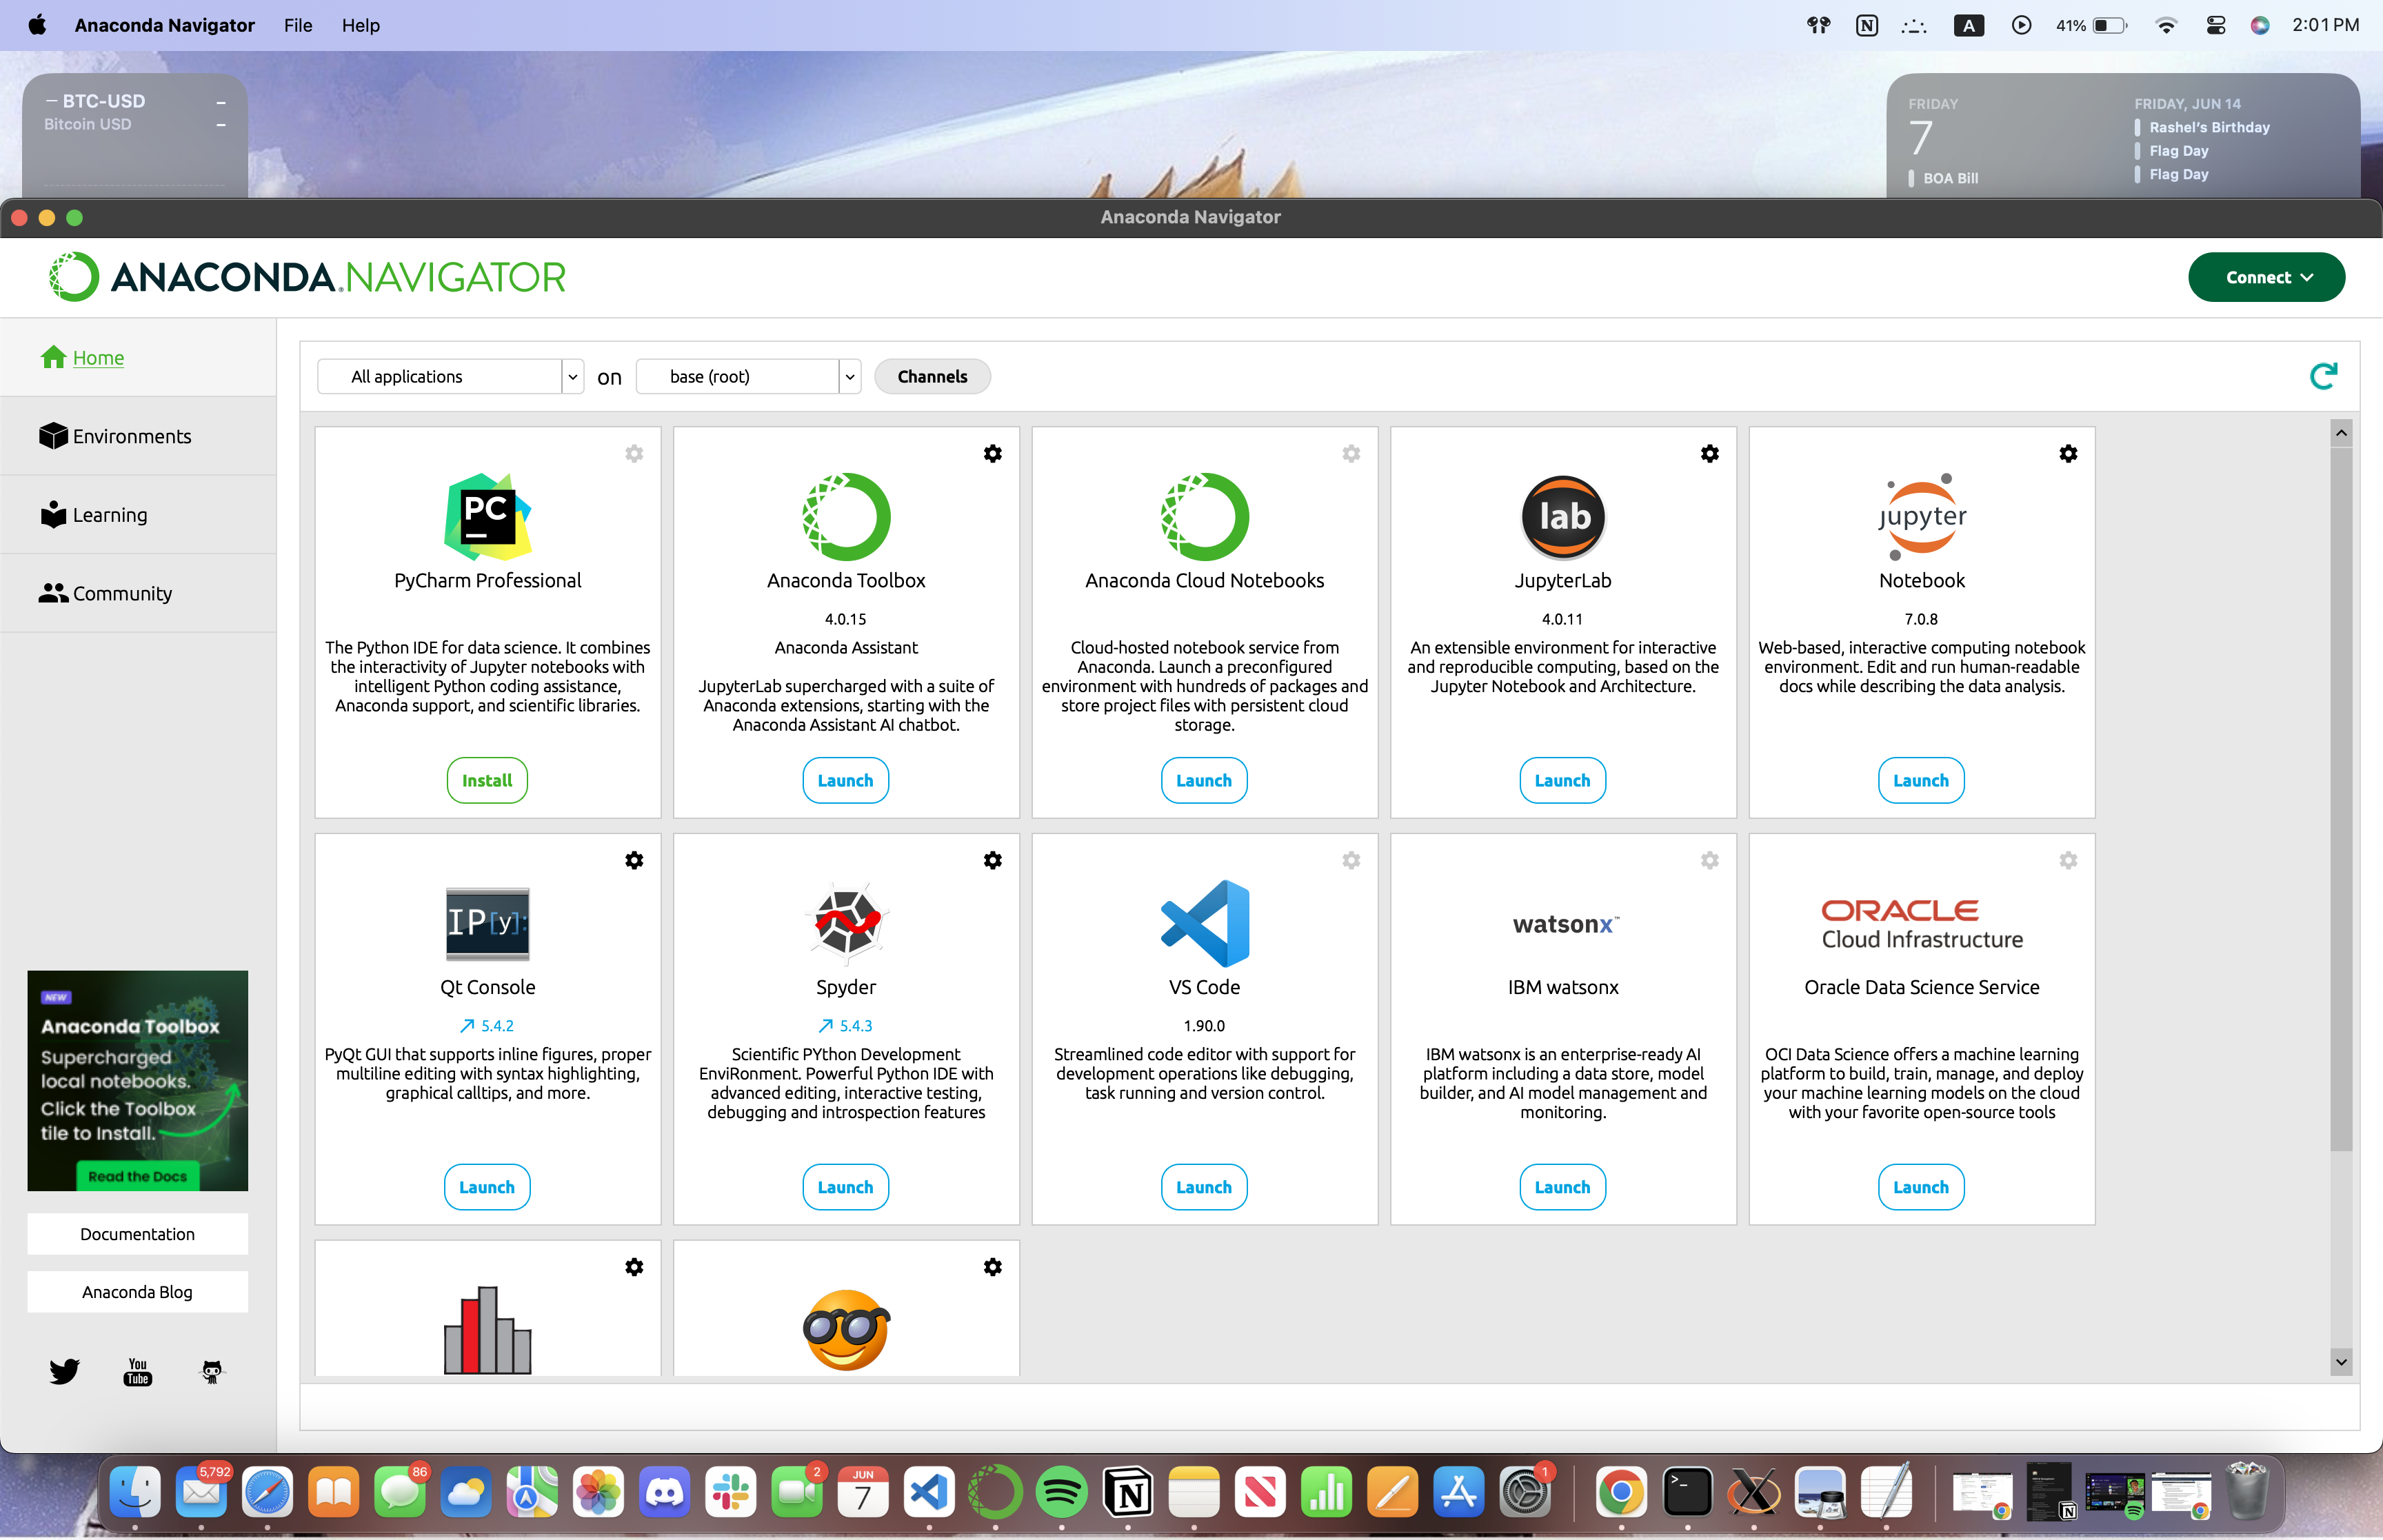 Anaconda Navigator File Help
N A 41% 2:01 PM
BTC-USD –
Bitcoin USD –
FRIDAY
7
BOA Bill
FRIDAY, JUN 14
Rashel's Birthday
Flag Day
Flag Day
Anaconda Navigator
ANACONDA.NAVIGATOR
Connect
Home
Environments
Learning
Community
All applications on base (root) Channels
PC
PyCharm Professional
The Python IDE for data science. It combines
the interactivity of Jupyter notebooks with
intelligent Python coding assistance,
Anaconda support, and scientific libraries.
Install
Anaconda Toolbox
4.0.15
Anaconda Assistant
JupyterLab supercharged with a suite of
Anaconda extensions, starting with the
Anaconda Assistant AI chatbot.
Launch
Anaconda Cloud Notebooks
Cloud-hosted notebook service from
Anaconda. Launch a preconfigured
environment with hundreds of packages and
store project files with persistent cloud
storage.
Launch
lab
JupyterLab
4.0.11
An extensible environment for interactive
and reproducible computing, based on the
Jupyter Notebook and Architecture.
Launch
jupyter
Notebook
7.0.8
Web-based, interactive computing notebook
environment. Edit and run human-readable
docs while describing the data analysis.
Launch
IP[y]:
Qt Console
5.4.2
PyQt GUI that supports inline figures, proper
multiline editing with syntax highlighting,
graphical calltips, and more.
Launch
Spyder
5.4.3
Scientific PYthon Development
EnviRonment. Powerful Python IDE with
advanced editing, interactive testing,
debugging and introspection features
Launch
VS Code
1.90.0
Streamlined code editor with support for
development operations like debugging,
task running and version control.
Launch
watsonx™
IBM watsonx
IBM watsonx is an enterprise-ready AI
platform including a data store, model
builder, and AI model management and
monitoring.
Launch
ORACLE
Cloud Infrastructure
Oracle Data Science Service
OCI Data Science offers a machine learning
platform to build, train, manage, and deploy
your machine learning models on the cloud
with your favorite open-source tools
Launch
NEW
Anaconda Toolbox
Supercharged
local notebooks.
Click the Toolbox
tile to Install.
Read the Docs
Documentation
Anaconda Blog
You
Tube
5,792
86
2
JUN
7
N
1